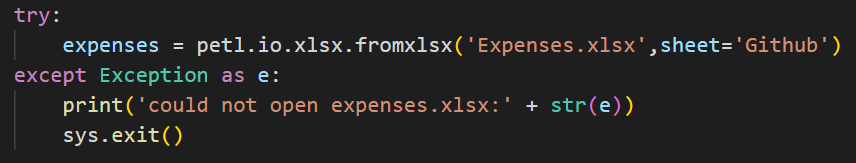 try:
    expenses = petl.io.xlsx.fromxlsx('Expenses.xlsx',sheet='Github')
except Exception as e:
    print('could not open expenses.xlsx:' + str(e))
    sys.exit()